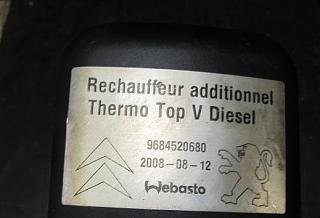 Rechauffeur additionnel
Thermo Top V Diesel
9684520680
2008-08-12
Webasto